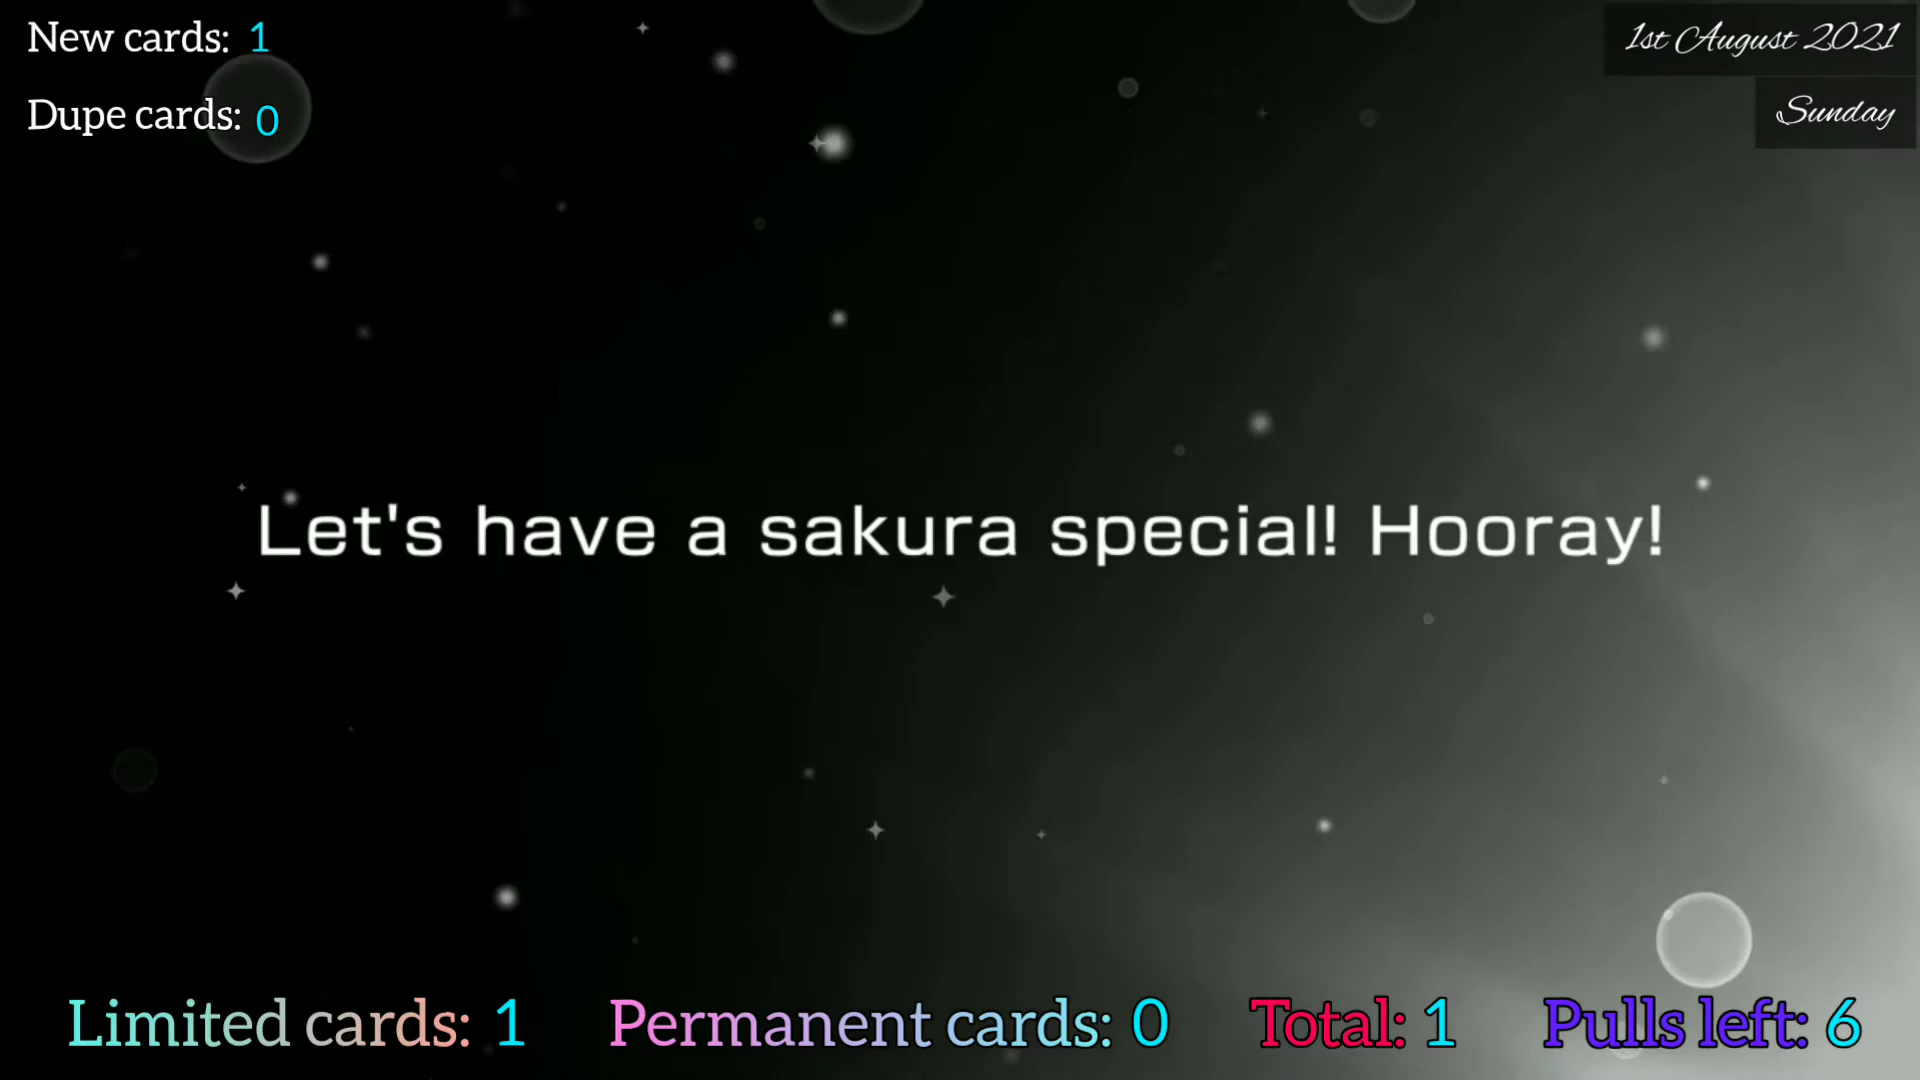 New cards: 1
1st August 2021
Dupe cards: 0
Sunday
Let's have a sakura special! Hooray!
Limited cards: 1 Permanent cards: 0 Total: 1 Pulls left: 6